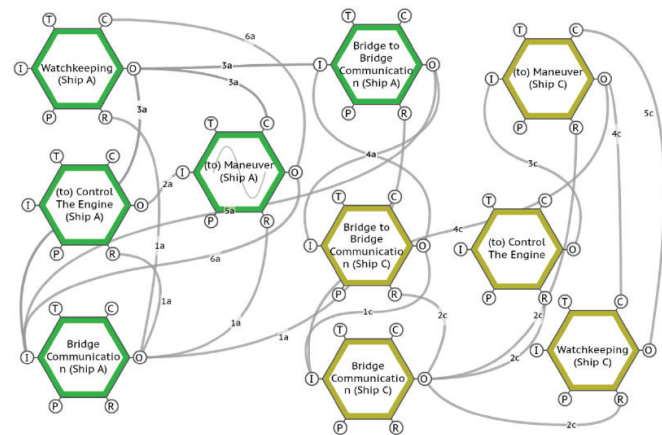 T
C
6a
I
Watchkeeping
(Ship A)
O
3a
3a
3a
P
R
T
C
I
Bridge to
Bridge
Communicatio
n (Ship A)
O
P
R
T
C
I
(to) Maneuver
(Ship C)
O
P
R
5c
4c
T
C
2a
I
(to) Maneuver
(Ship A)
O
P
R
4a
3c
T
C
I
(to) Control
The Engine
(Ship A)
O
P
R
5a
6a
1a
T
C
I
Bridge to
Bridge
Communicatio
n (Ship C)
O
P
R
4c
T
C
I
(to) Control
The Engine
O
P
R
1a
1a
1a
1c
2c
2c
2c
T
C
I
Bridge
Communicatio
n (Ship A)
O
P
R
T
C
I
Bridge
Communicatio
n (Ship C)
O
P
R
T
C
I
Watchkeeping
(Ship C)
O
P
R
2c